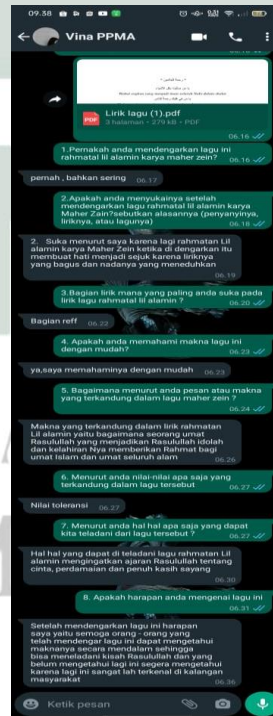 09.38
Vina PPMA
06.16
Lirik lagu (1).pdf
PDF
3 halaman • 279 kB • PDF
06.16
1.Pernakah anda mendengarkan lagu ini
rahmatal lil alamin karya maher zein?
06.16
pernah , bahkan sering
06.17
2.Apakah anda menyukainya setelah
mendengarkan lagu rahmatal lil alamin karya
Maher Zain?sebutkan alasannya (penyanyinya,
liriknya, atau lagunya)
06.18
2. Suka menurut saya karena lagi rahmatan Lil
alamin karya Maher Zein ketika di dengarkan itu
membuat hati menjadi sejuk karena liriknya
yang bagus dan nadanya yang meneduhkan
06.19
3.Bagian lirik mana yang paling anda suka pada
lirik lagu rahmatal lil alamin ?
06.20
Bagian reff
06.22
4. Apakah anda memahami makna lagu ini
dengan mudah?
06.23
ya,saya memahaminya dengan mudah
06.23
5. Bagaimana menurut anda pesan atau makna
yang terkandung dalam lagu maher zein ?
06.24
Makna yang terkandung dalam lirik rahmatan
Lil alamin yaitu bagaimana seorang umat
Rasulullah yang menjadikan Rasulullah idolah
dan kelahiran Nya memberikan Rahmat bagi
umat Islam dan umat seluruh alam
06.26
6. Menurut anda nilai-nilai apa saja yang
terkandung dalam lagu tersebut
06.27
Nilai toleransi
06.27
7. Menurut anda hal hal apa saja yang dapat
kita teladani dari lagu tersebut ?
06.27
Hal hal yang dapat di teladani lagu rahmatan Lil
alamin mengingatkan ajaran Rasulullah tentang
cinta, perdamaian dan penuh kasih sayang
06.30
8. Apakah harapan anda mengenai lagu ini
06.31
Setelah mendengarkan lagu ini harapan
saya yaitu semoga orang - orang yang
telah mendengar lagu ini dapat mengetahui
maknanya secara mendalam sehingga
bisa meneladani kisah Rasulullah dan yang
belum mengetahui lagi ini segera mengetahui
karena lagi ini sangat lah terkenal di kalangan
masyarakat
06.36
Ketik pesan